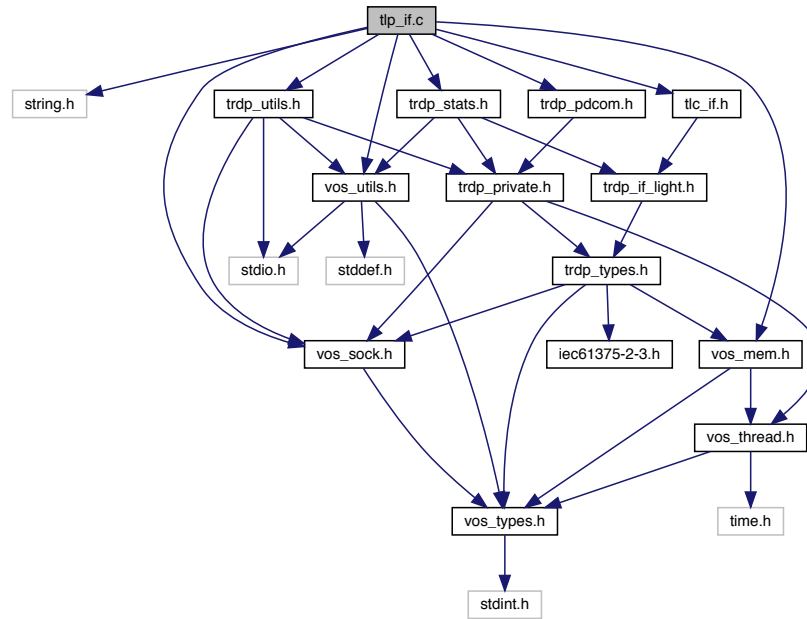 tlp_if.c
string.h
trdp_utils.h
trdp_stats.h
trdp_pdcom.h
tlc_if.h
vos_utils.h
trdp_private.h
trdp_if_light.h
stdio.h
stddef.h
trdp_types.h
vos_sock.h
iec61375-2-3.h
vos_mem.h
vos_thread.h
vos_types.h
time.h
stdint.h